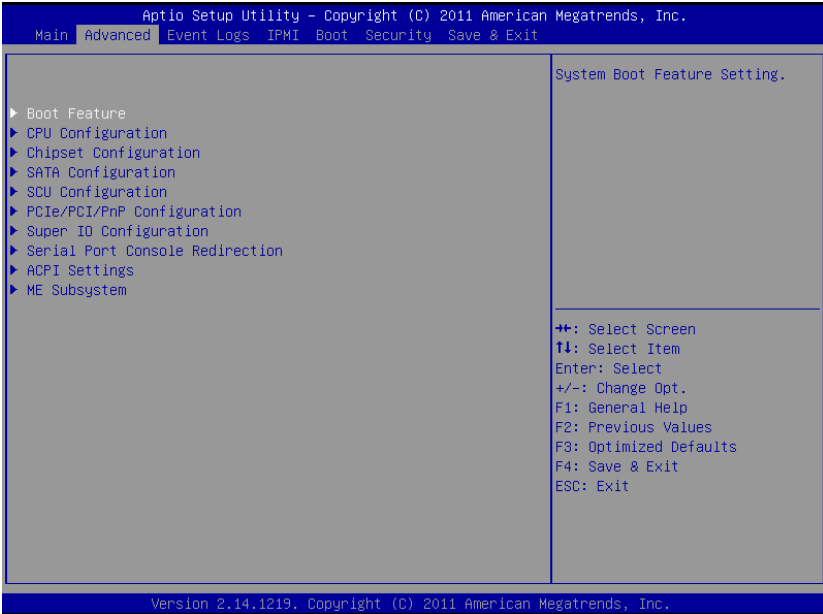 Aptio Setup Utility – Copyright (C) 2011 American Megatrends, Inc.
Main Advanced Event Logs IPMI Boot Security Save & Exit
System Boot Feature Setting.
▶ Boot Feature
▶ CPU Configuration
▶ Chipset Configuration
▶ SATA Configuration
▶ SCU Configuration
▶ PCIe/PCI/PnP Configuration
▶ Super IO Configuration
▶ Serial Port Console Redirection
▶ ACPI Settings
▶ ME Subsystem
→←: Select Screen
↑↓: Select Item
Enter: Select
+/-: Change Opt.
F1: General Help
F2: Previous Values
F3: Optimized Defaults
F4: Save & Exit
ESC: Exit
Version 2.14.1219. Copyright (C) 2011 American Megatrends, Inc.